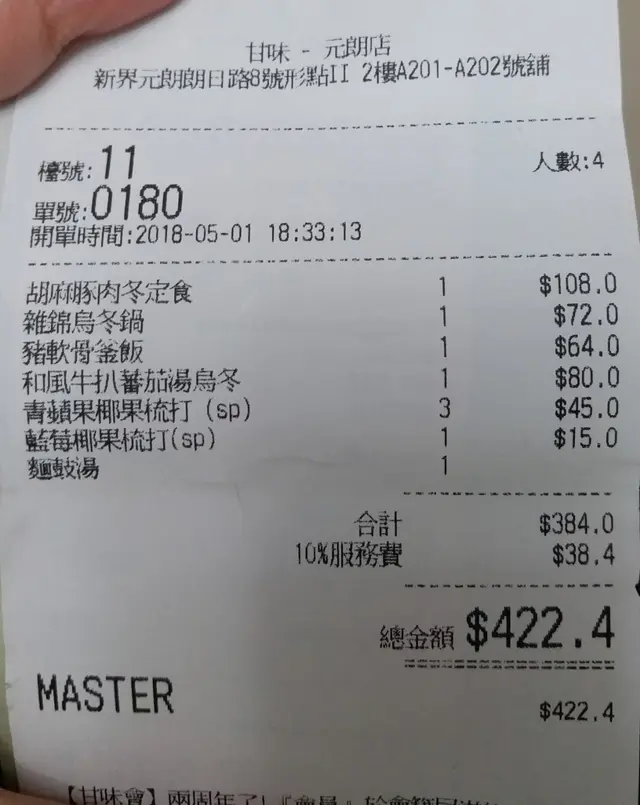 甘味 - 元朗店
新界元朗朗日路8號形點II 2樓A201-A202號舖
檯號:11 人數:4
單號:0180
開單時間:2018-05-01 18:33:13
胡麻豚肉冬定食 1 $108.0
雜錦烏冬鍋 1 $72.0
豬軟骨釜飯 1 $64.0
和風牛扒蕃茄湯烏冬 1 $80.0
青蘋果椰果梳打 (sp) 3 $45.0
藍莓椰果梳打(sp) 1 $15.0
麵豉湯 1
合計 $384.0
10%服務費 $38.4
總金額 $422.4
MASTER $422.4
【甘味會】兩周年了!『會員』